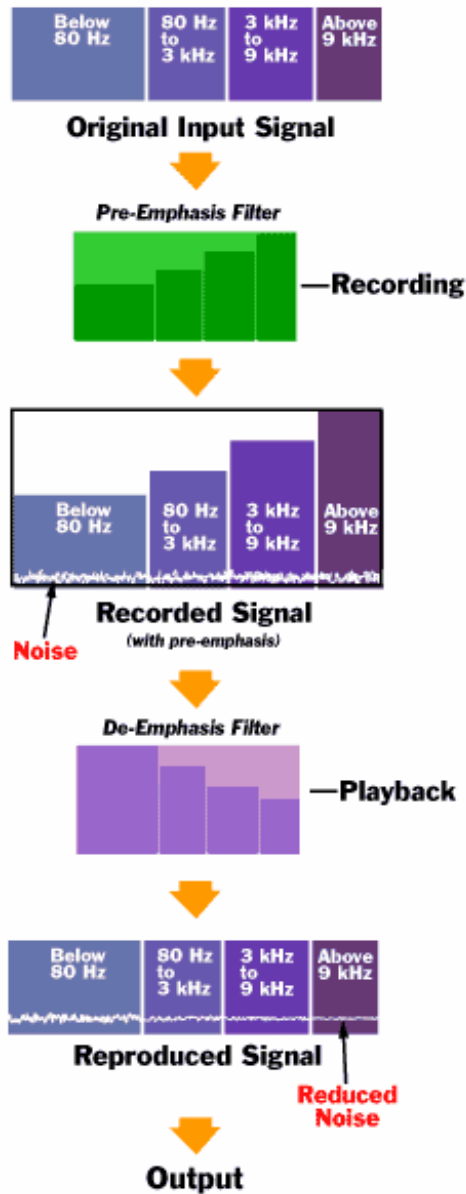 Below
80 Hz
80 Hz
to
3 kHz
3 kHz
to
9 kHz
Above
9 kHz
Original Input Signal
Pre-Emphasis Filter
Recording
Below
80 Hz
80 Hz
to
3 kHz
3 kHz
to
9 kHz
Above
9 kHz
Recorded Signal
(with pre-emphasis)
Noise
De-Emphasis Filter
Playback
Below
80 Hz
80 Hz
to
3 kHz
3 kHz
to
9 kHz
Above
9 kHz
Reproduced Signal
Reduced
Noise
Output